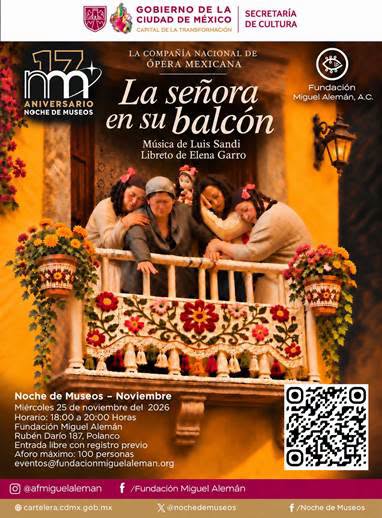 GOBIERNO DE LA
CIUDAD DE MÉXICO
CAPITAL DE LA TRANSFORMACIÓN
SECRETARÍA
DE CULTURA
17
nm
ANIVERSARIO
NOCHE DE MUSEOS
LA COMPAÑÍA NACIONAL DE
ÓPERA MEXICANA
La señora
en su balcón
Música de Luis Sandi
Libreto de Elena Garro
Fundación
Miguel Alemán, A.C.
Noche de Museos – Noviembre
Miércoles 25 de noviembre del 2026
Horario: 18:00 a 20:00 Horas
Fundación Miguel Alemán
Rubén Darío 187, Polanco
Entrada libre con registro previo
Aforo máximo: 100 personas
eventos@fundacionmiguelaleman.org
@afmiguelaleman
/Fundación Miguel Alemán
cartelera.cdmx.gob.mx
@nochedemuseos
/Noche de Museos